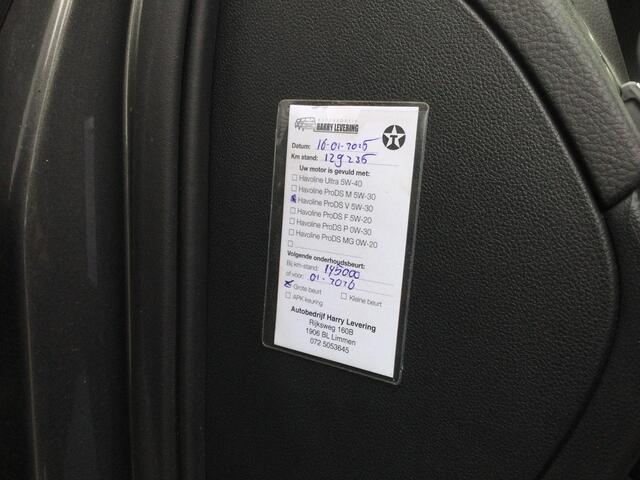 AUTOBEDRIJF
HARRY LEVERING
Datum: 16-01-2025
Km stand: 129235
Uw motor is gevuld met:
Havoline Ultra 5W-40
Havoline ProDS M 5W-30
Havoline ProDS V 5W-30
Havoline ProDS F 5W-20
Havoline ProDS P 0W-30
Havoline ProDS MG 0W-20
Volgende onderhoudsbeurt:
Bij km-stand: 145000
of voor: 01-2026
Grote beurt Kleine beurt
APK keuring
Autobedrijf Harry Levering
Rijksweg 160B
1906 BL Limmen
072 5053645